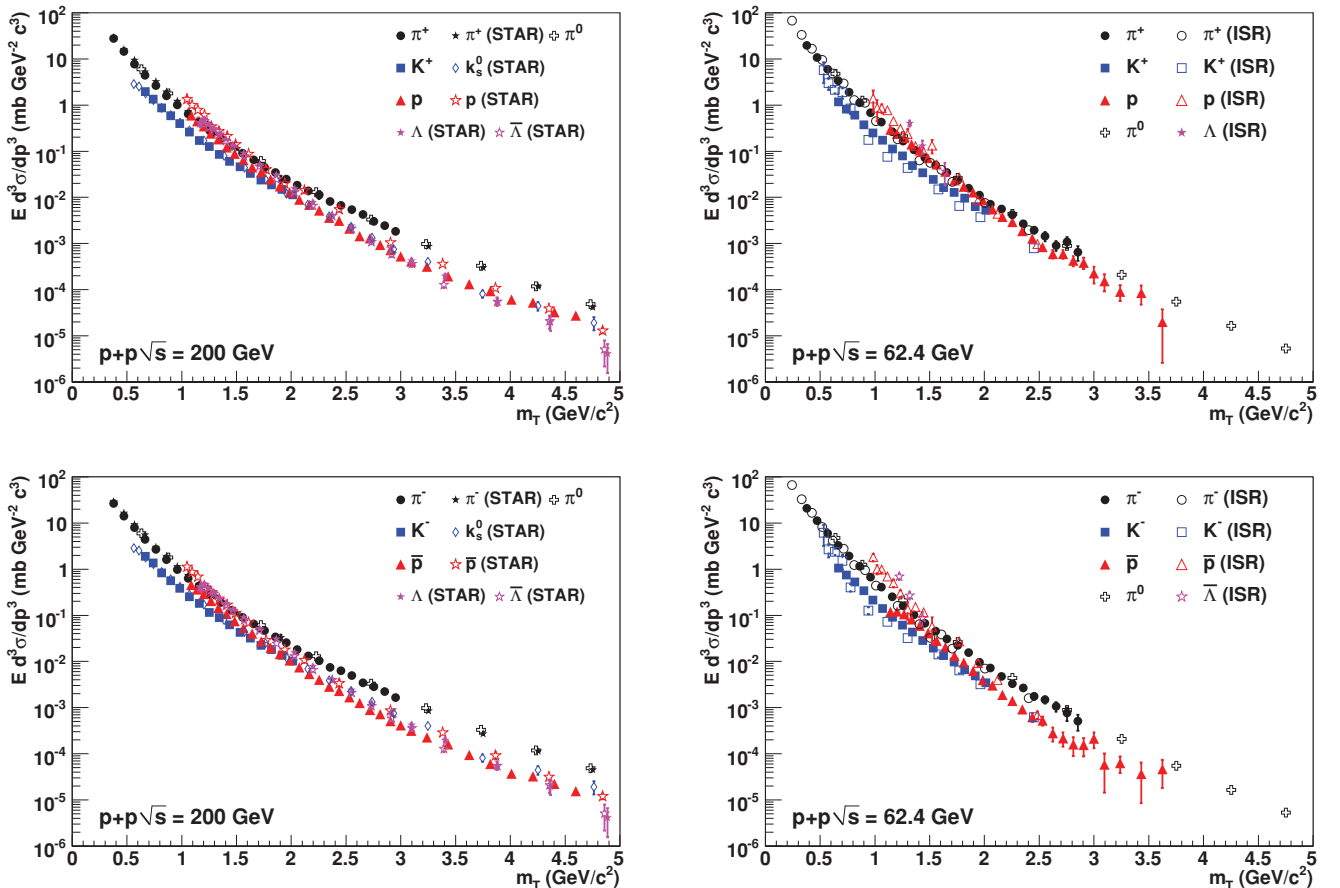 E d³σ/dp³ (mb GeV⁻² c³)
10²
10
1
10⁻¹
10⁻²
10⁻³
10⁻⁴
10⁻⁵
10⁻⁶
π⁺ π⁺ (STAR) π⁰
K⁺ k⁰ₛ (STAR)
p p (STAR)
Λ (STAR) Λ̅ (STAR)
p+p √s = 200 GeV
0 0.5 1 1.5 2 2.5 3 3.5 4 4.5 5
m_T (GeV/c²)
E d³σ/dp³ (mb GeV⁻² c³)
10²
10
1
10⁻¹
10⁻²
10⁻³
10⁻⁴
10⁻⁵
10⁻⁶
π⁺ π⁺ (ISR)
K⁺ K⁺ (ISR)
p p (ISR)
π⁰ Λ (ISR)
p+p √s = 62.4 GeV
0 0.5 1 1.5 2 2.5 3 3.5 4 4.5 5
m_T (GeV/c²)
E d³σ/dp³ (mb GeV⁻² c³)
10²
10
1
10⁻¹
10⁻²
10⁻³
10⁻⁴
10⁻⁵
10⁻⁶
π⁻ π⁻ (STAR) π⁰
K⁻ k⁰ₛ (STAR)
p̅ p̅ (STAR)
Λ (STAR) Λ̅ (STAR)
p+p √s = 200 GeV
0 0.5 1 1.5 2 2.5 3 3.5 4 4.5 5
m_T (GeV/c²)
E d³σ/dp³ (mb GeV⁻² c³)
10²
10
1
10⁻¹
10⁻²
10⁻³
10⁻⁴
10⁻⁵
10⁻⁶
π⁻ π⁻ (ISR)
K⁻ K⁻ (ISR)
p̅ p̅ (ISR)
π⁰ Λ̅ (ISR)
p+p √s = 62.4 GeV
0 0.5 1 1.5 2 2.5 3 3.5 4 4.5 5
m_T (GeV/c²)